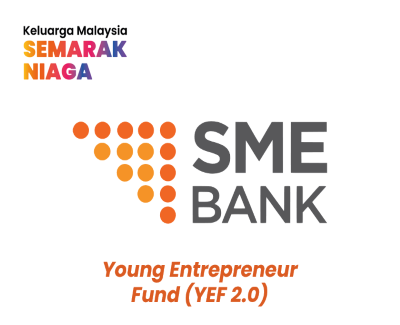 Keluarga Malaysia
SEMARAK
NIAGA
SME
BANK
Young Entrepreneur
Fund (YEF 2.0)